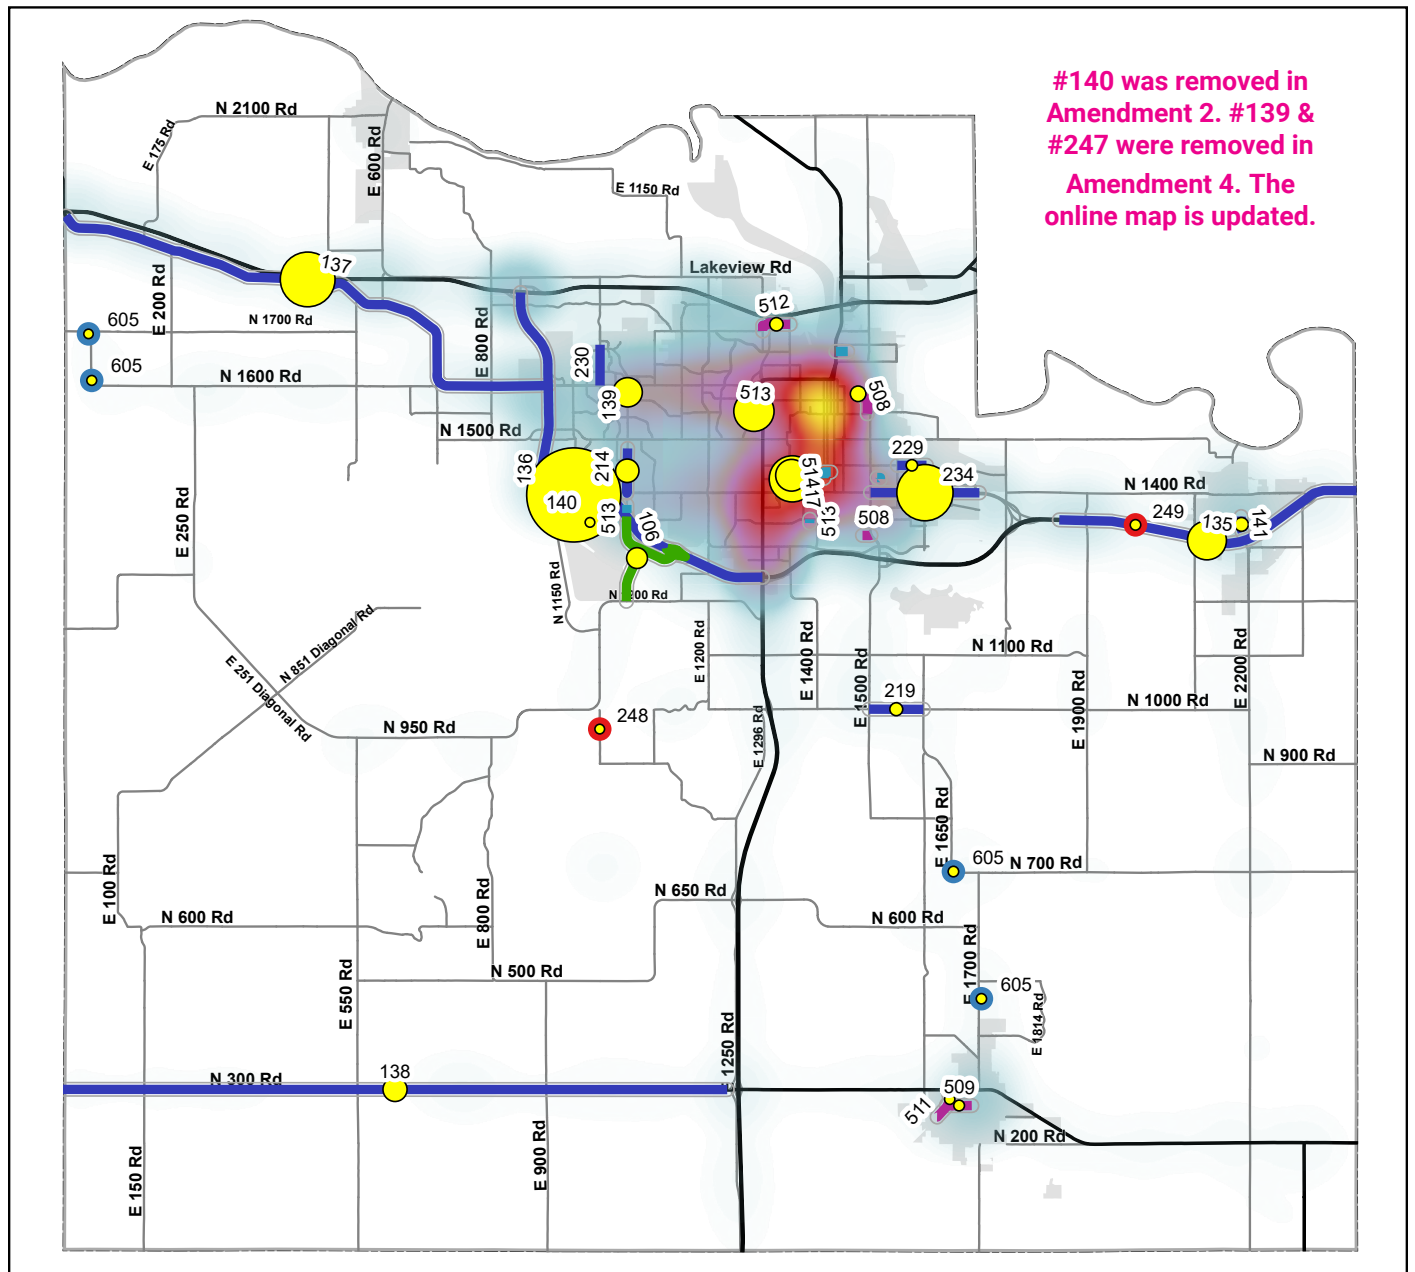 #140 was removed in
Amendment 2. #139 &
#247 were removed in
Amendment 4. The
online map is updated.
N 2100 Rd
E 175 Rd
E 600 Rd
E 1150 Rd
Lakeview Rd
137
E 200 Rd
605
N 1700 Rd
E 800 Rd
512
605
N 1600 Rd
230
139
513
508
N 1500 Rd
136
214
229
234
N 1400 Rd
140
513
106
514
17
513
508
249
135
141
E 250 Rd
N 1150 Rd
N 851 Diagonal Rd
E 251 Diagonal Rd
E 1200 Rd
E 1400 Rd
E 1500 Rd
N 1100 Rd
E 1900 Rd
E 2200 Rd
219
N 1000 Rd
248
N 950 Rd
E 1296 Rd
N 900 Rd
E 1650 Rd
605
N 700 Rd
E 100 Rd
N 600 Rd
E 800 Rd
N 650 Rd
N 600 Rd
N 500 Rd
E 550 Rd
E 1700 Rd
605
E 1814 Rd
E 1250 Rd
N 300 Rd
138
509
511
N 200 Rd
E 150 Rd
E 900 Rd